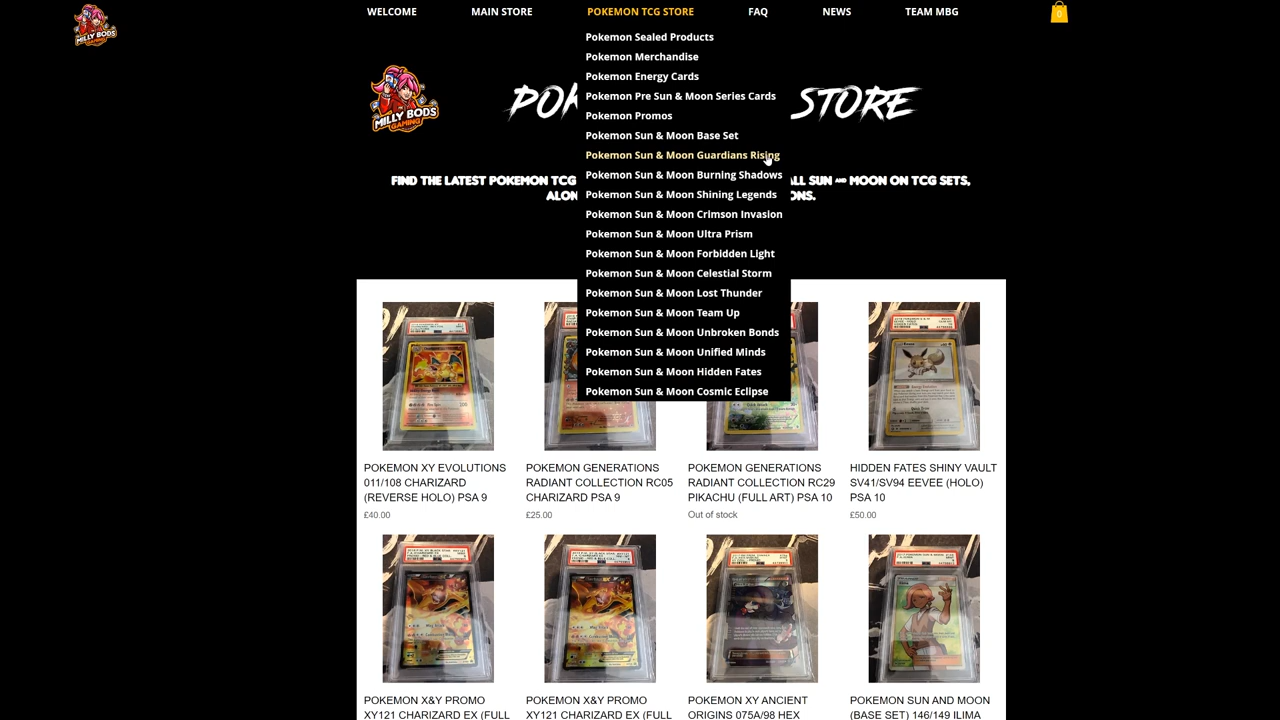 WELCOME
MAIN STORE
POKEMON TCG STORE
FAQ
NEWS
TEAM MBG
0
MILLY BODS
GAMING
Pokemon Sealed Products
Pokemon Merchandise
Pokemon Energy Cards
Pokemon Pre Sun & Moon Series Cards
Pokemon Promos
Pokemon Sun & Moon Base Set
Pokemon Sun & Moon Guardians Rising
Pokemon Sun & Moon Burning Shadows
Pokemon Sun & Moon Shining Legends
Pokemon Sun & Moon Crimson Invasion
Pokemon Sun & Moon Ultra Prism
Pokemon Sun & Moon Forbidden Light
Pokemon Sun & Moon Celestial Storm
Pokemon Sun & Moon Lost Thunder
Pokemon Sun & Moon Team Up
Pokemon Sun & Moon Unbroken Bonds
Pokemon Sun & Moon Unified Minds
Pokemon Sun & Moon Hidden Fates
Pokemon Sun & Moon Cosmic Eclipse
MILLY BODS
GAMING
POK STORE
FIND THE LATEST POKEMON TCG ALL SUN AND MOON ON TCG SETS,
ALON ONS.
POKEMON XY EVOLUTIONS
011/108 CHARIZARD
(REVERSE HOLO) PSA 9
£40.00
POKEMON GENERATIONS
RADIANT COLLECTION RC05
CHARIZARD PSA 9
£25.00
POKEMON GENERATIONS
RADIANT COLLECTION RC29
PIKACHU (FULL ART) PSA 10
Out of stock
HIDDEN FATES SHINY VAULT
SV41/SV94 EEVEE (HOLO)
PSA 10
£50.00
POKEMON X&Y PROMO
XY121 CHARIZARD EX (FULL
POKEMON X&Y PROMO
XY121 CHARIZARD EX (FULL
POKEMON XY ANCIENT
ORIGINS 075A/98 HEX
POKEMON SUN AND MOON
(BASE SET) 146/149 ILIMA